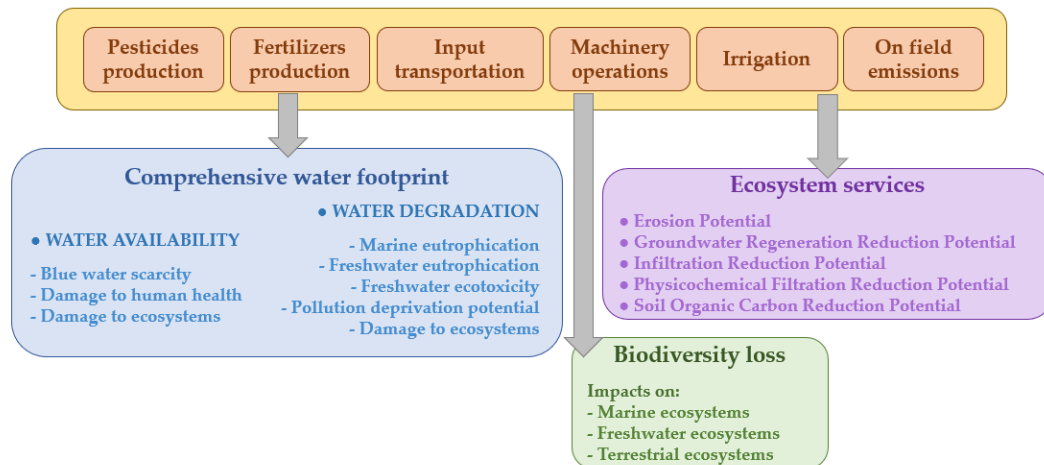 Pesticides
production
Fertilizers
production
Input
transportation
Machinery
operations
Irrigation
On field
emissions
Comprehensive water footprint
● WATER AVAILABILITY
- Blue water scarcity
- Damage to human health
- Damage to ecosystems
● WATER DEGRADATION
- Marine eutrophication
- Freshwater eutrophication
- Freshwater ecotoxicity
- Pollution deprivation potential
- Damage to ecosystems
Ecosystem services
● Erosion Potential
● Groundwater Regeneration Reduction Potential
● Infiltration Reduction Potential
● Physicochemical Filtration Reduction Potential
● Soil Organic Carbon Reduction Potential
Biodiversity loss
Impacts on:
- Marine ecosystems
- Freshwater ecosystems
- Terrestrial ecosystems